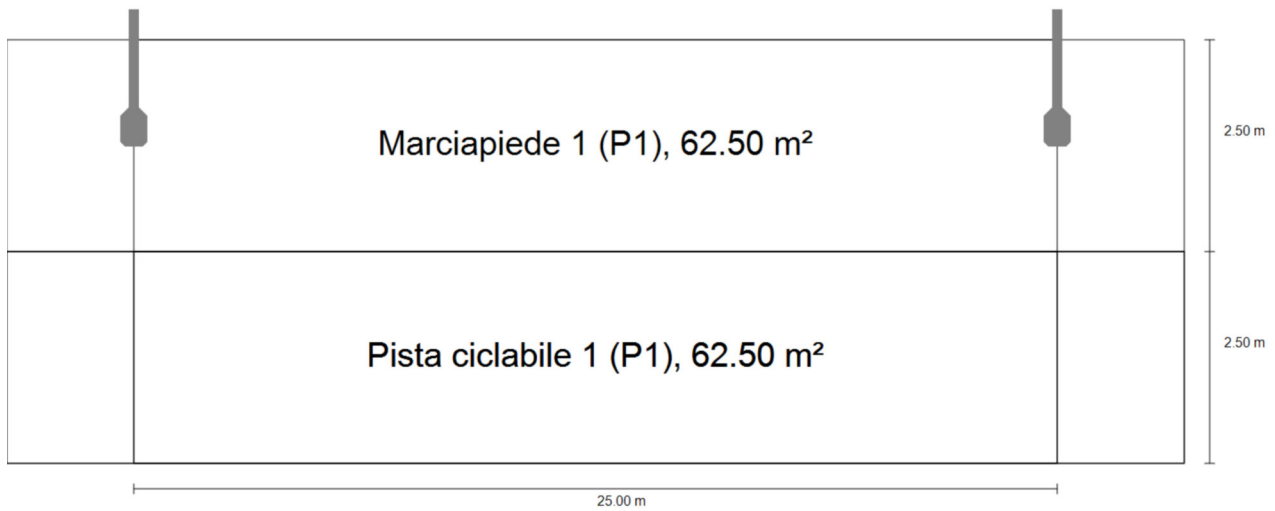 Marciapiede 1 (P1), 62.50 m²
2.50 m
Pista ciclabile 1 (P1), 62.50 m²
2.50 m
25.00 m